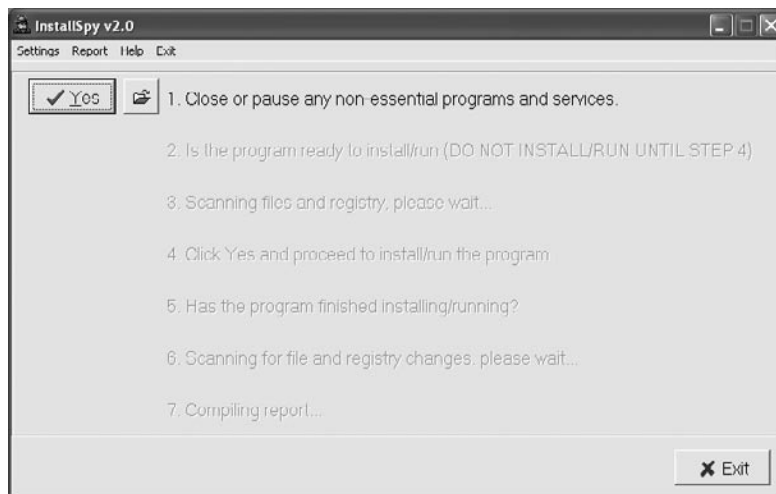 InstallSpy v2.0
Settings Report Help Exit
Yes 1. Close or pause any non-essential programs and services.
2. Is the program ready to install/run (DO NOT INSTALL/RUN UNTIL STEP 4)
3. Scanning files and registry, please wait...
4. Click Yes and proceed to install/run the program
5. Has the program finished installing/running?
6. Scanning for file and registry changes, please wait...
7. Compiling report...
Exit